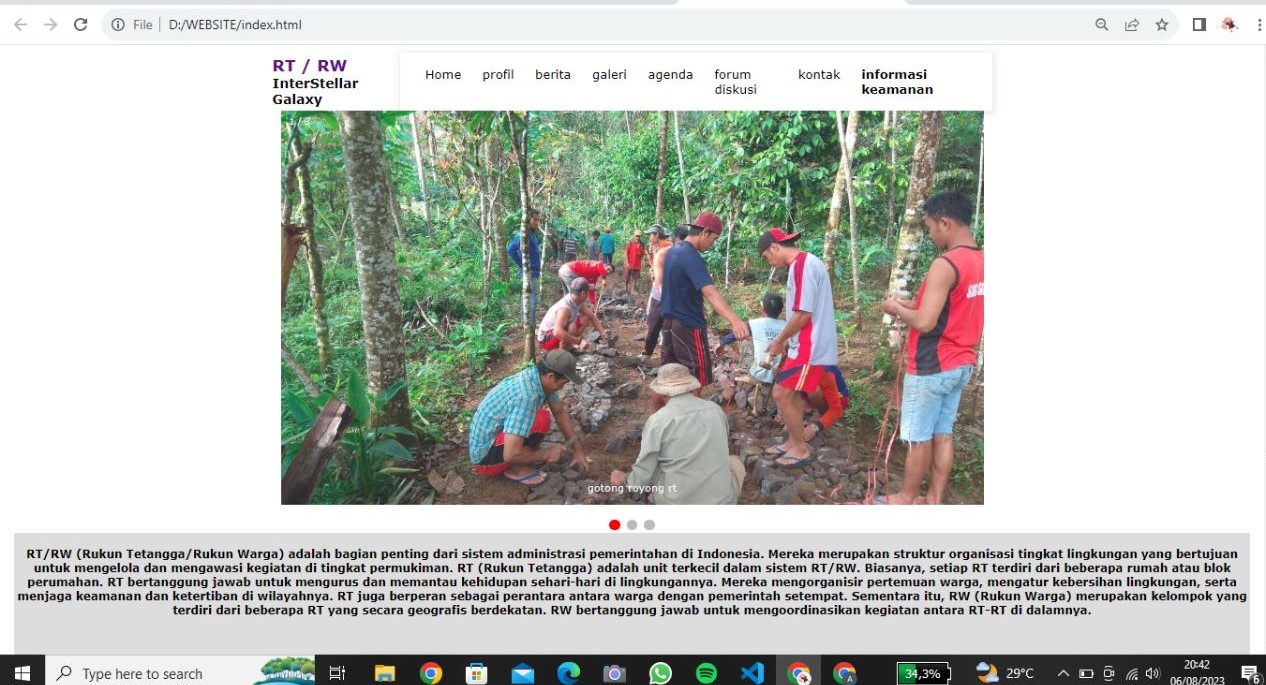 File
D:/WEBSITE/index.html
RT / RW
InterStellar
Galaxy
Home profil berita galeri agenda forum diskusi kontak informasi keamanan
1 / 3
gotong royong rt
RT/RW (Rukun Tetangga/Rukun Warga) adalah bagian penting dari sistem administrasi pemerintahan di Indonesia. Mereka merupakan struktur organisasi tingkat lingkungan yang bertujuan
untuk mengelola dan mengawasi kegiatan di tingkat permukiman. RT (Rukun Tetangga) adalah unit terkecil dalam sistem RT/RW. Biasanya, setiap RT terdiri dari beberapa rumah atau blok
perumahan. RT bertanggung jawab untuk mengurus dan memantau kehidupan sehari-hari di lingkungannya. Mereka mengorganisir pertemuan warga, mengatur kebersihan lingkungan, serta
menjaga keamanan dan ketertiban di wilayahnya. RT juga berperan sebagai perantara antara warga dengan pemerintah setempat. Sementara itu, RW (Rukun Warga) merupakan kelompok yang
terdiri dari beberapa RT yang secara geografis berdekatan. RW bertanggung jawab untuk mengoordinasikan kegiatan antara RT-RT di dalamnya.
Type here to search
34,3%
29°C
20:42
06/08/2023
6